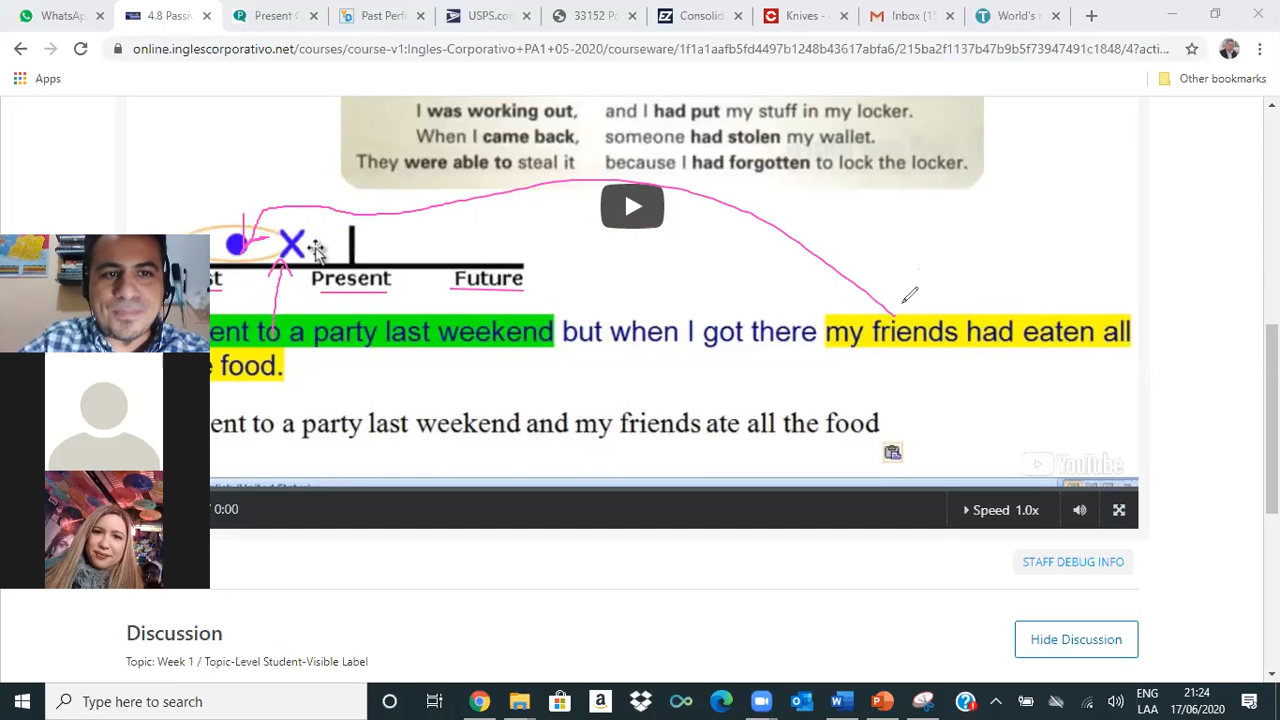 WhatsA
4.8 Passi
Present
Past Peri
USPS.co
33152 Po
Consolid
Knives -
Inbox (
World's
online.inglescorporativo.net/courses/course-v1:Ingles-Corporativo+PA1+05-2020/courseware/1f1a1aafb5fd4497b1248b43617abfa6/215ba2f1137b47b9b5f73947491c1848/4?acti...
Apps
Other bookmarks
I was working out, and I had put my stuff in my locker.
When I came back, someone had stolen my wallet.
They were able to steal it because I had forgotten to lock the locker.
st Present Future
ent to a party last weekend but when I got there my friends had eaten all
e food.
ent to a party last weekend and my friends ate all the food
YouTube
/ 0:00
Speed 1.0x
STAFF DEBUG INFO
Discussion
Hide Discussion
Topic: Week 1 / Topic-Level Student-Visible Label
Type here to search
ENG
LAA
21:24
17/06/2020